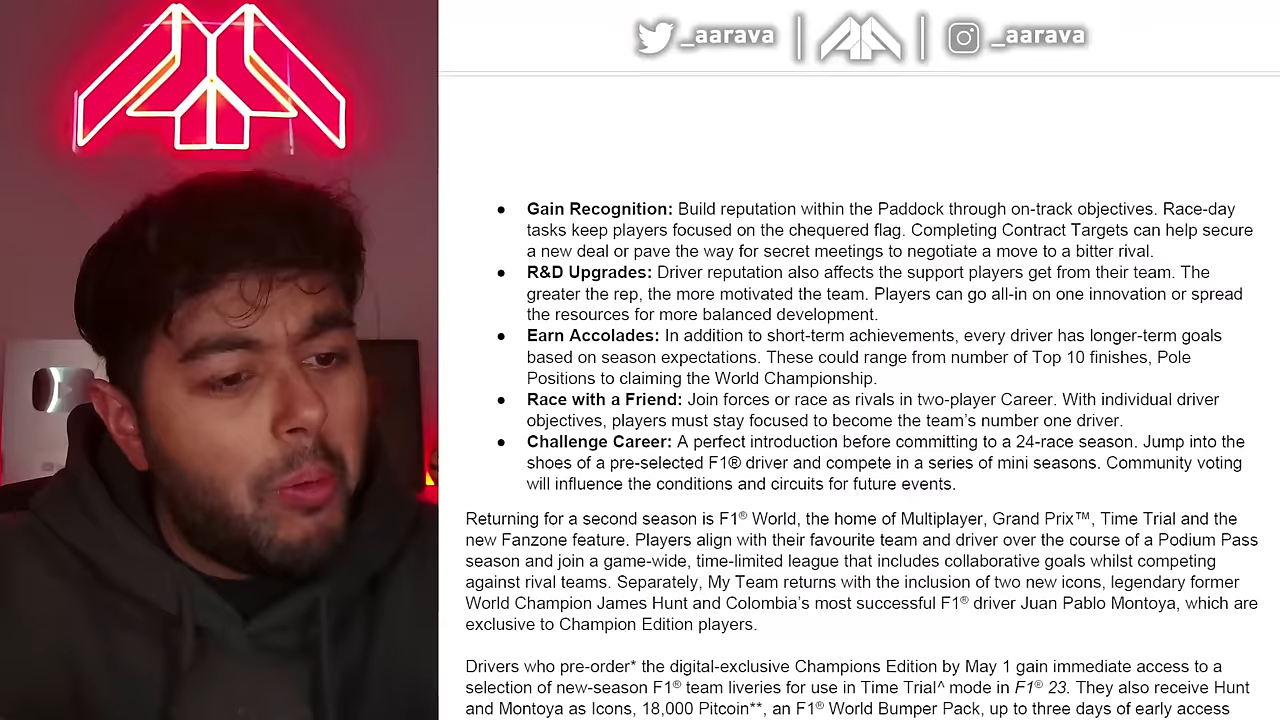 _aarava | | _aarava
● Gain Recognition: Build reputation within the Paddock through on-track objectives. Race-day
tasks keep players focused on the chequered flag. Completing Contract Targets can help secure
a new deal or pave the way for secret meetings to negotiate a move to a bitter rival.
● R&D Upgrades: Driver reputation also affects the support players get from their team. The
greater the rep, the more motivated the team. Players can go all-in on one innovation or spread
the resources for more balanced development.
● Earn Accolades: In addition to short-term achievements, every driver has longer-term goals
based on season expectations. These could range from number of Top 10 finishes, Pole
Positions to claiming the World Championship.
● Race with a Friend: Join forces or race as rivals in two-player Career. With individual driver
objectives, players must stay focused to become the team’s number one driver.
● Challenge Career: A perfect introduction before committing to a 24-race season. Jump into the
shoes of a pre-selected F1® driver and compete in a series of mini seasons. Community voting
will influence the conditions and circuits for future events.
Returning for a second season is F1® World, the home of Multiplayer, Grand Prix™, Time Trial and the
new Fanzone feature. Players align with their favourite team and driver over the course of a Podium Pass
season and join a game-wide, time-limited league that includes collaborative goals whilst competing
against rival teams. Separately, My Team returns with the inclusion of two new icons, legendary former
World Champion James Hunt and Colombia’s most successful F1® driver Juan Pablo Montoya, which are
exclusive to Champion Edition players.
Drivers who pre-order* the digital-exclusive Champions Edition by May 1 gain immediate access to a
selection of new-season F1® team liveries for use in Time Trial^ mode in F1® 23. They also receive Hunt
and Montoya as Icons, 18,000 Pitcoin**, an F1® World Bumper Pack, up to three days of early access